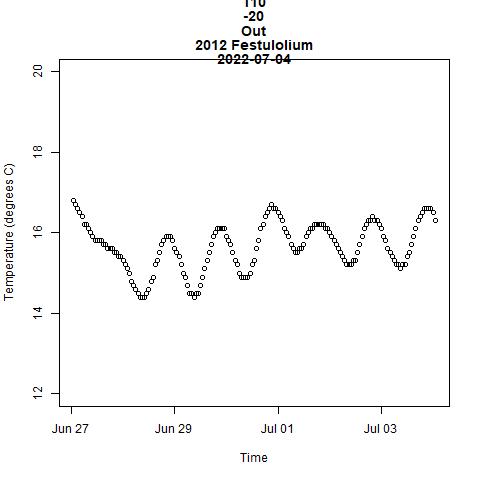 110
-20
Out
2012 Festulolium
2022-07-04
Temperature (degrees C)
20
18
16
14
12
Jun 27
Jun 29
Jul 01
Jul 03
Time